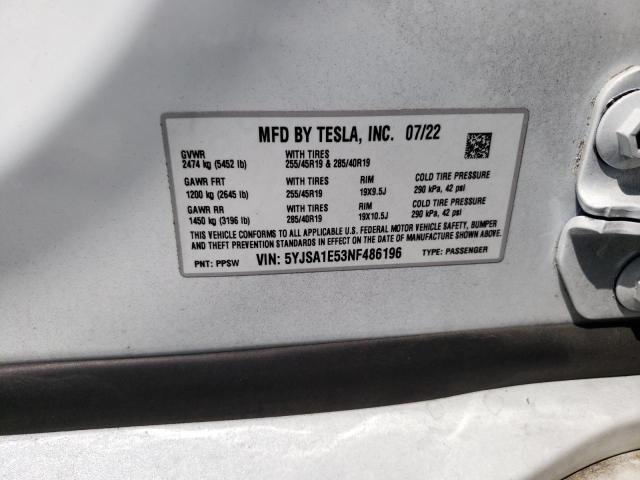 MFD BY TESLA, INC. 07/22
GVWR WITH TIRES
2474 kg (5452 lb) 255/45R19 & 285/40R19
GAWR FRT WITH TIRES RIM COLD TIRE PRESSURE
1200 kg (2645 lb) 255/45R19 19X9.5J 290 kPa, 42 psi
GAWR RR WITH TIRES RIM COLD TIRE PRESSURE
1450 kg (3196 lb) 285/40R19 19X10.5J 290 kPa, 42 psi
THIS VEHICLE CONFORMS TO ALL APPLICABLE U.S. FEDERAL MOTOR VEHICLE SAFETY, BUMPER
AND THEFT PREVENTION STANDARDS IN EFFECT ON THE DATE OF MANUFACTURE SHOWN ABOVE.
PNT: PPSW VIN: 5YJSA1E53NF486196 TYPE: PASSENGER